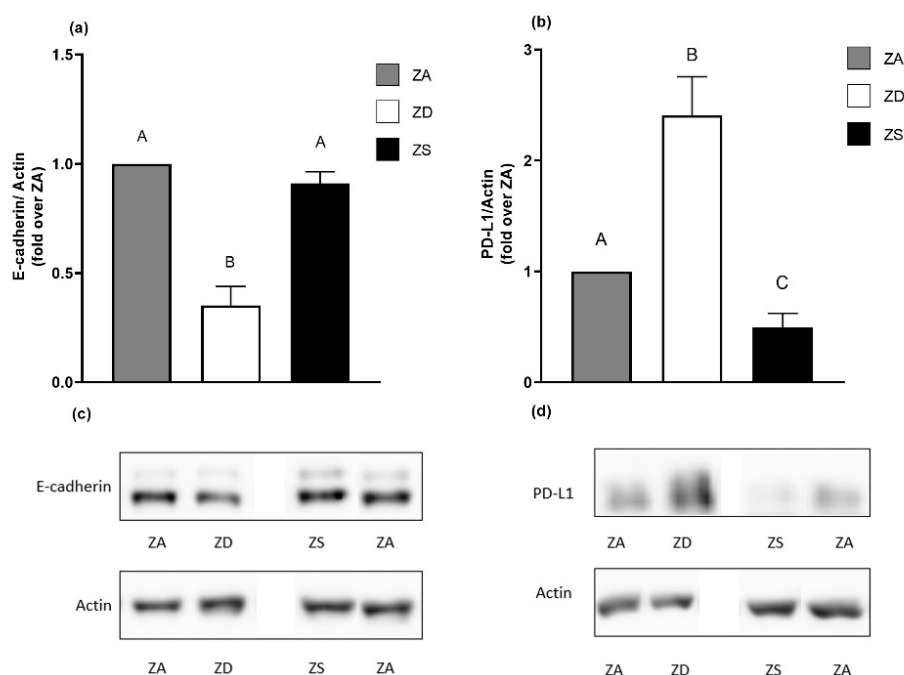 (a)
1.5
1.0
0.5
0.0
E-cadherin/ Actin
(fold over ZA)
A
B
A
ZA
ZD
ZS
(b)
3
2
1
0
PD-L1/Actin
(fold over ZA)
A
B
C
ZA
ZD
ZS
(c)
E-cadherin
ZA ZD ZS ZA
Actin
ZA ZD ZS ZA
(d)
PD-L1
ZA ZD ZS ZA
Actin
ZA ZD ZS ZA